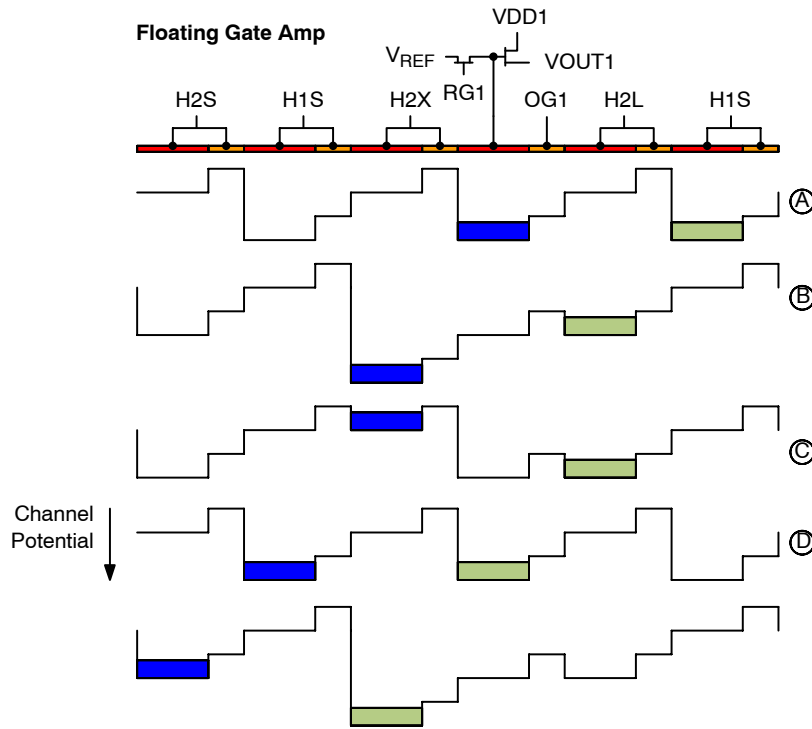 Floating Gate Amp
VDD1
VREF
VOUT1
RG1
H2S
H1S
H2X
OG1
H2L
H1S
A
B
C
Channel
Potential
D